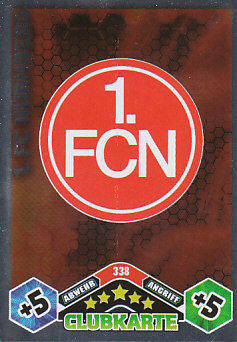 1.
FCN
338
ABWEHR
ANGRIFF
+5
+5
CLUBKARTE